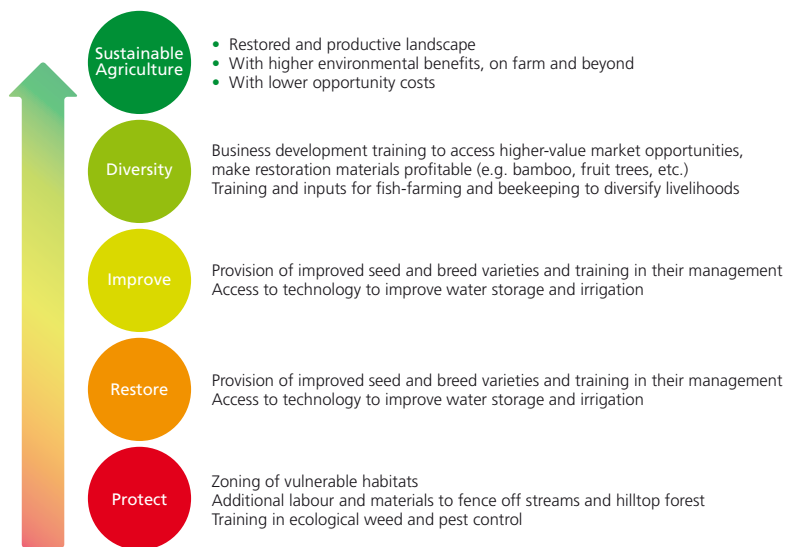 Sustainable
Agriculture
• Restored and productive landscape
• With higher environmental benefits, on farm and beyond
• With lower opportunity costs
Diversity
Business development training to access higher-value market opportunities,
make restoration materials profitable (e.g. bamboo, fruit trees, etc.)
Training and inputs for fish-farming and beekeeping to diversify livelihoods
Improve
Provision of improved seed and breed varieties and training in their management
Access to technology to improve water storage and irrigation
Restore
Provision of improved seed and breed varieties and training in their management
Access to technology to improve water storage and irrigation
Protect
Zoning of vulnerable habitats
Additional labour and materials to fence off streams and hilltop forest
Training in ecological weed and pest control